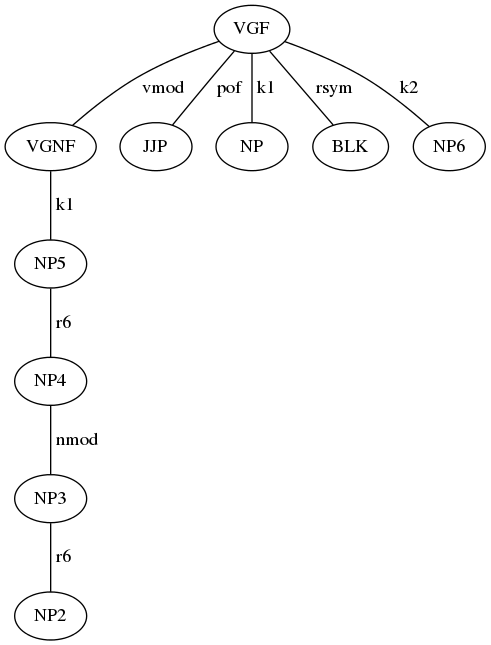 VGF
vmod pof k1 rsym k2
VGNF JJP NP BLK NP6
k1
NP5
r6
NP4
nmod
NP3
r6
NP2